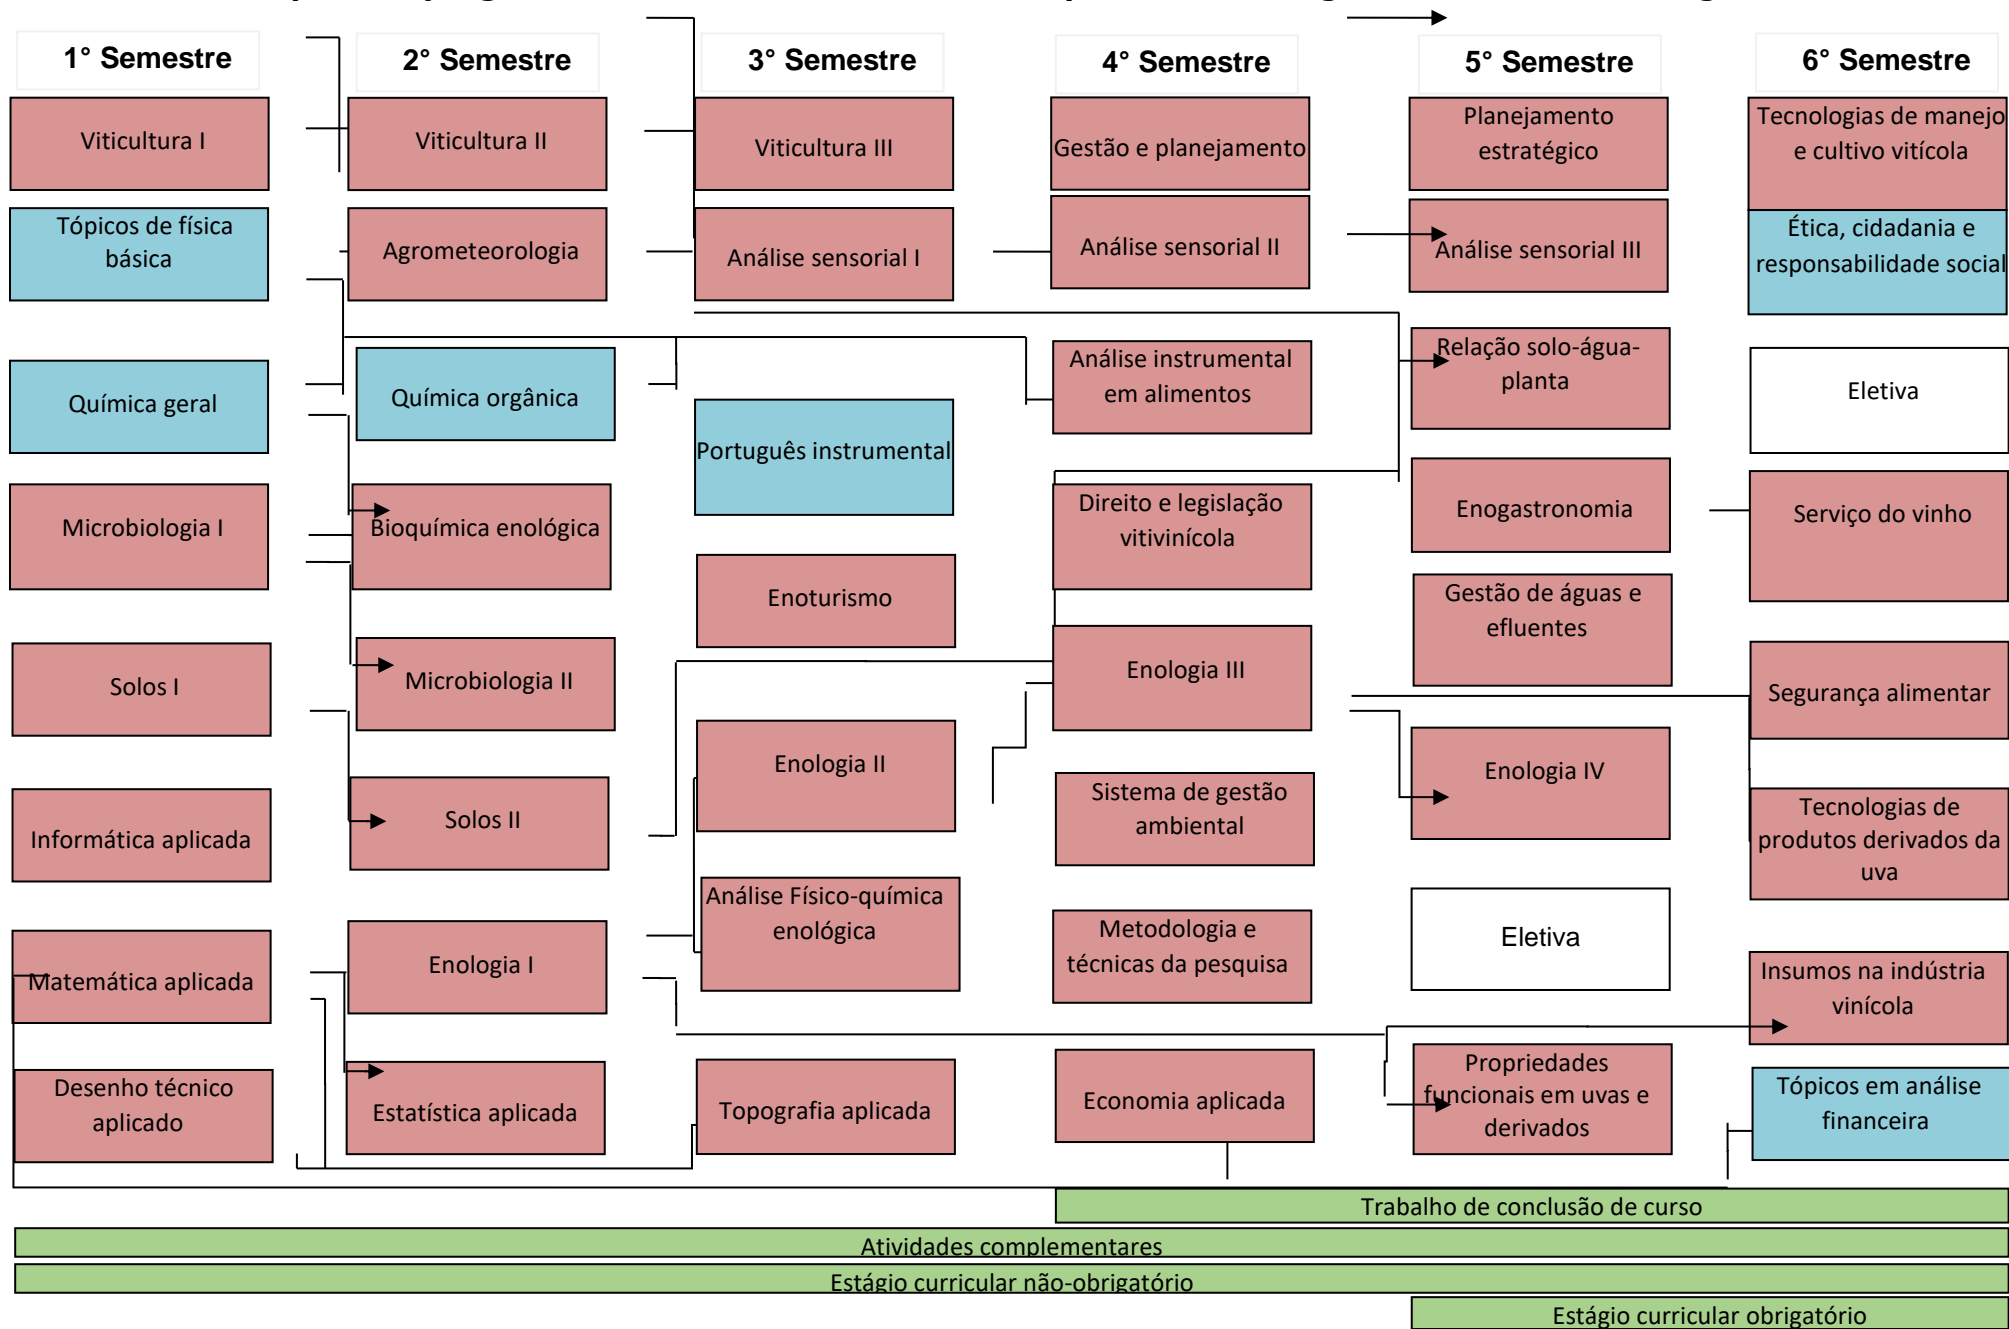 1° Semestre
2° Semestre
3° Semestre
4° Semestre
5° Semestre
6° Semestre
Viticultura I
Viticultura II
Viticultura III
Gestão e planejamento
Planejamento
estratégico
Tecnologias de manejo
e cultivo vitícola
Tópicos de física
básica
Agrometeorologia
Análise sensorial I
Análise sensorial II
Análise sensorial III
Ética, cidadania e
responsabilidade social
Química geral
Química orgânica
Português instrumental
Análise instrumental
em alimentos
Relação solo-água-
planta
Eletiva
Microbiologia I
Bioquímica enológica
Enoturismo
Direito e legislação
vitivinícola
Enogastronomia
Serviço do vinho
Solos I
Microbiologia II
Enologia II
Enologia III
Gestão de águas e
efluentes
Segurança alimentar
Informática aplicada
Solos II
Análise Físico-química
enológica
Sistema de gestão
ambiental
Enologia IV
Tecnologias de
produtos derivados da
uva
Matemática aplicada
Enologia I
Metodologia e
técnicas da pesquisa
Eletiva
Insumos na indústria
vinícola
Desenho técnico
aplicado
Estatística aplicada
Topografia aplicada
Economia aplicada
Propriedades
funcionais em uvas e
derivados
Tópicos em análise
financeira
Trabalho de conclusão de curso
Atividades complementares
Estágio curricular não-obrigatório
Estágio curricular obrigatório